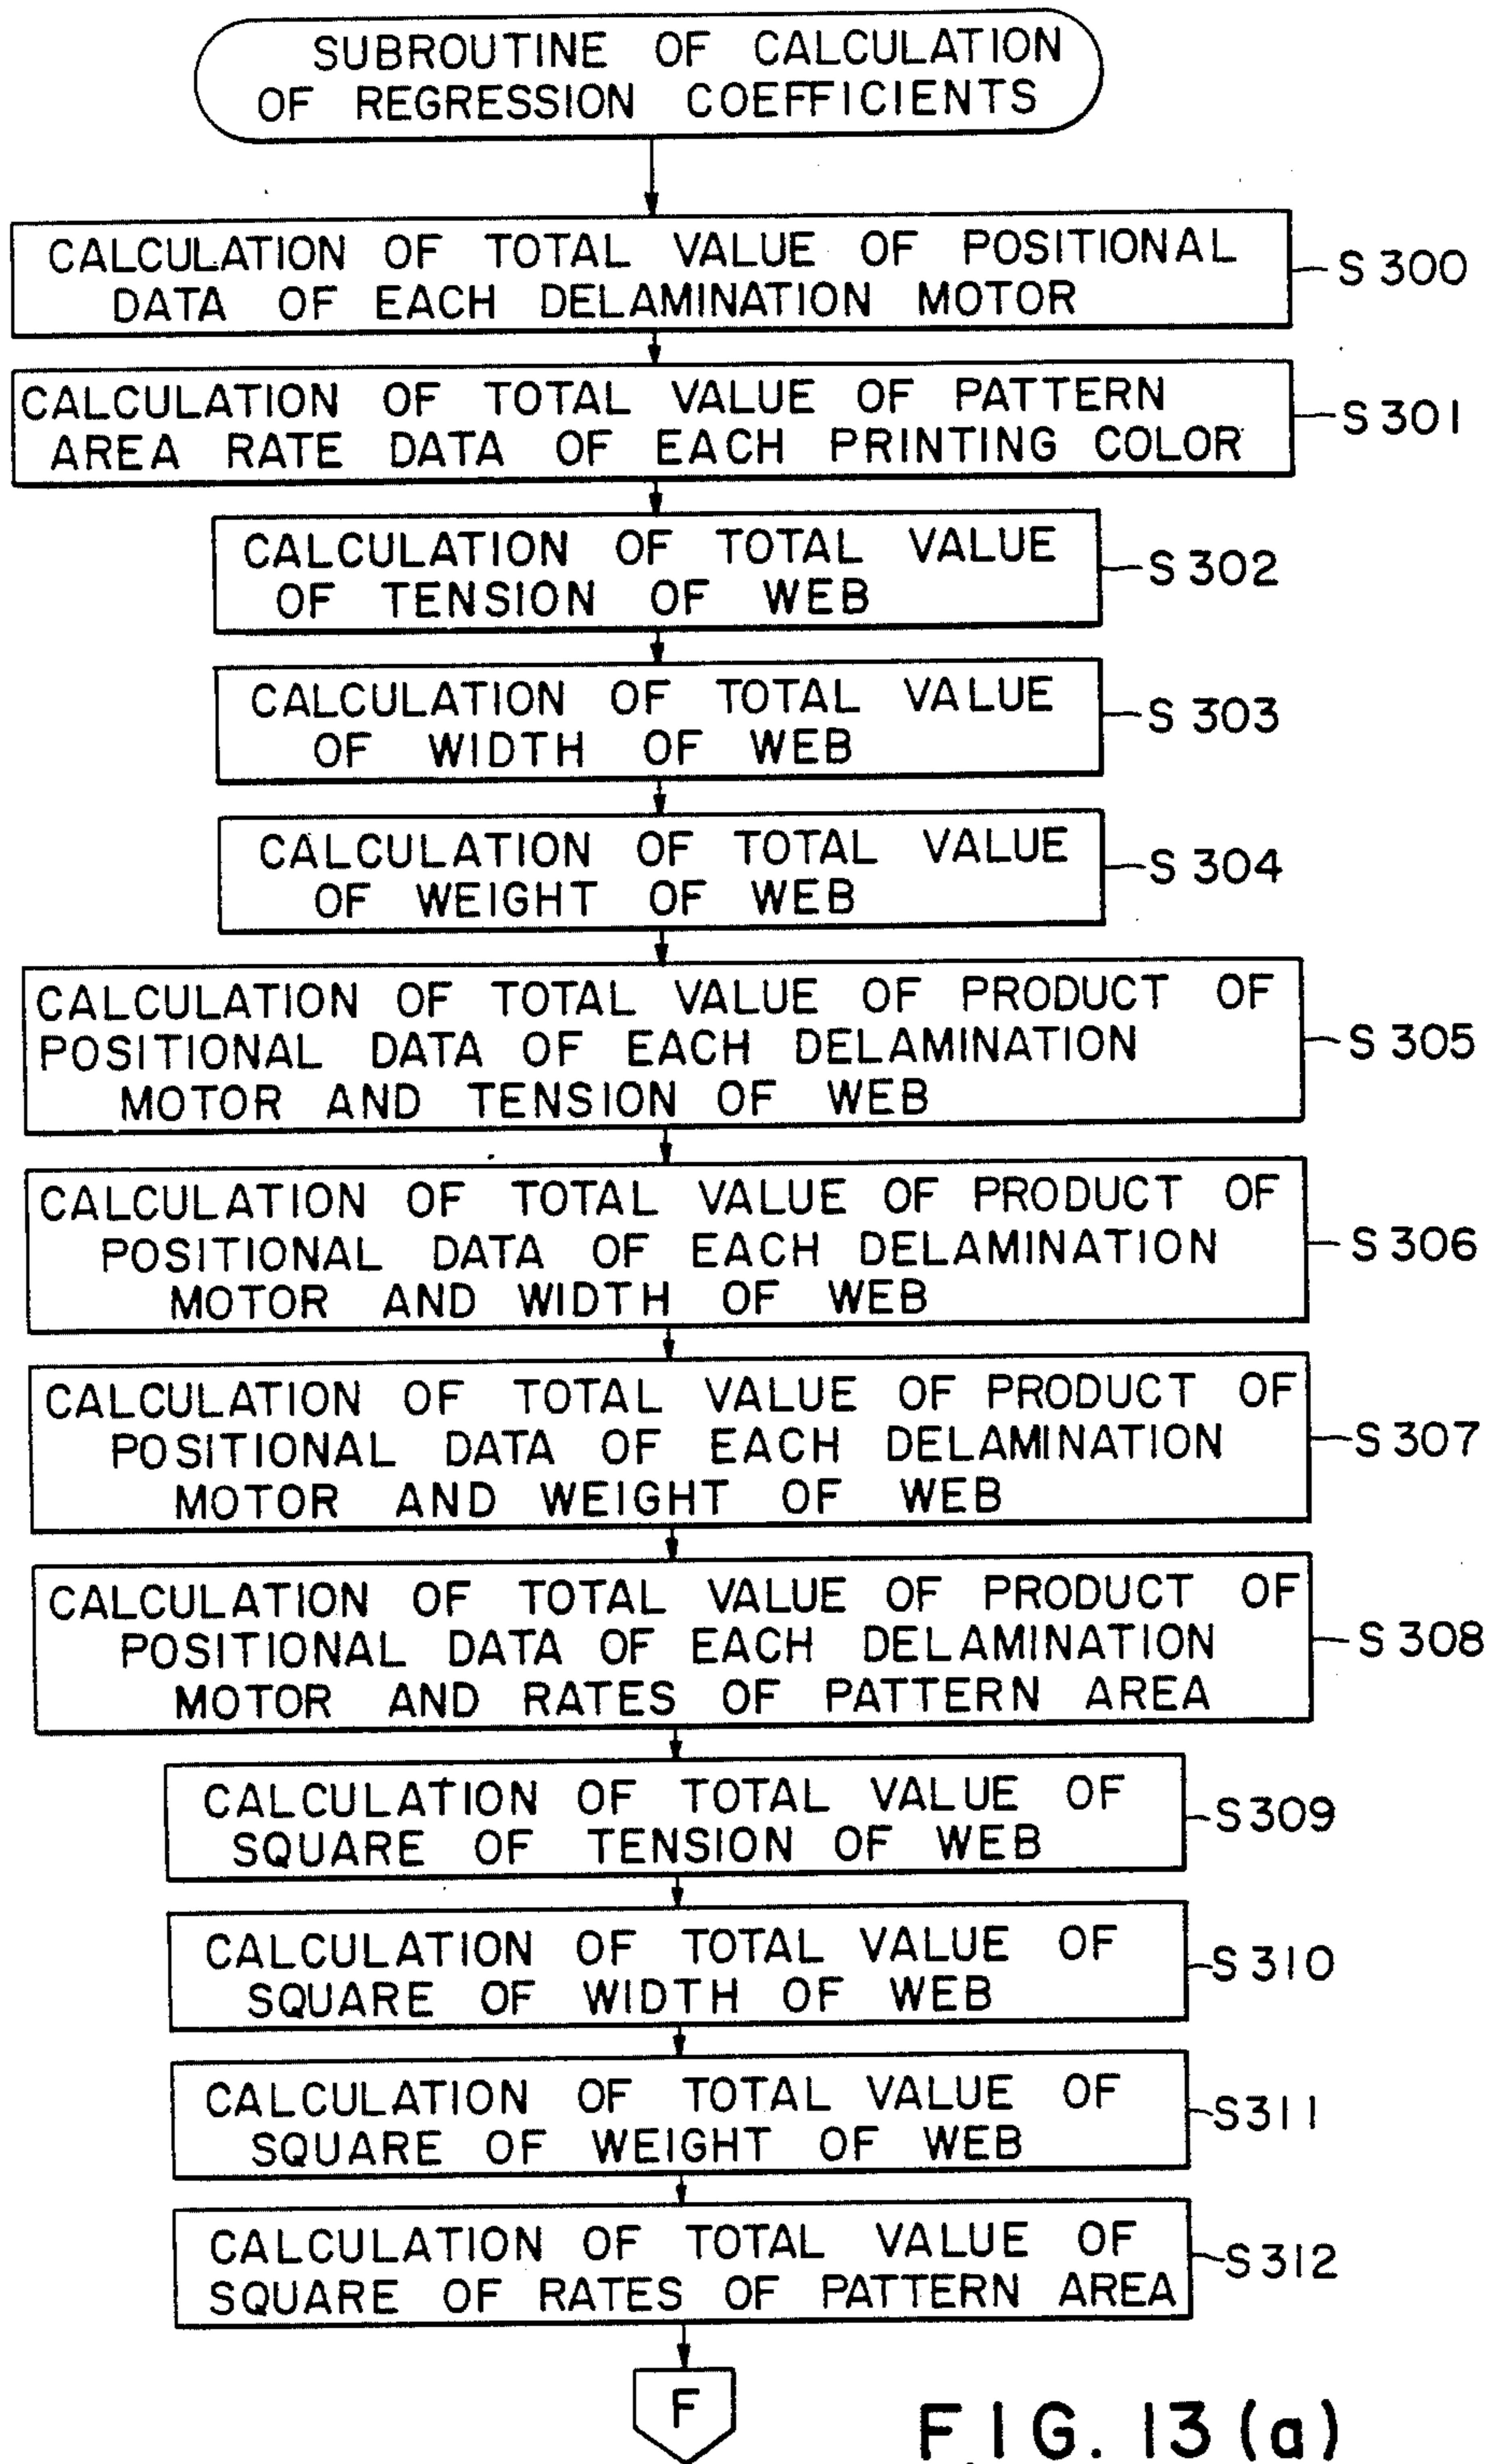 SUBROUTINE OF CALCULATION
OF REGRESSION COEFFICIENTS
CALCULATION OF TOTAL VALUE OF POSITIONAL
DATA OF EACH DELAMINATION MOTOR
S 300
CALCULATION OF TOTAL VALUE OF PATTERN
AREA RATE DATA OF EACH PRINTING COLOR
S 301
CALCULATION OF TOTAL VALUE
OF TENSION OF WEB
S 302
CALCULATION OF TOTAL VALUE
OF WIDTH OF WEB
S 303
CALCULATION OF TOTAL VALUE
OF WEIGHT OF WEB
S 304
CALCULATION OF TOTAL VALUE OF PRODUCT OF
POSITIONAL DATA OF EACH DELAMINATION
MOTOR AND TENSION OF WEB
S 305
CALCULATION OF TOTAL VALUE OF PRODUCT OF
POSITIONAL DATA OF EACH DELAMINATION
MOTOR AND WIDTH OF WEB
S 306
CALCULATION OF TOTAL VALUE OF PRODUCT OF
POSITIONAL DATA OF EACH DELAMINATION
MOTOR AND WEIGHT OF WEB
S 307
CALCULATION OF TOTAL VALUE OF PRODUCT OF
POSITIONAL DATA OF EACH DELAMINATION
MOTOR AND RATES OF PATTERN AREA
S 308
CALCULATION OF TOTAL VALUE OF
SQUARE OF TENSION OF WEB
S309
CALCULATION OF TOTAL VALUE OF
SQUARE OF WIDTH OF WEB
S310
CALCULATION OF TOTAL VALUE OF
SQUARE OF WEIGHT OF WEB
S311
CALCULATION OF TOTAL VALUE OF
SQUARE OF RATES OF PATTERN AREA
S312
F
FIG. 13 (a)